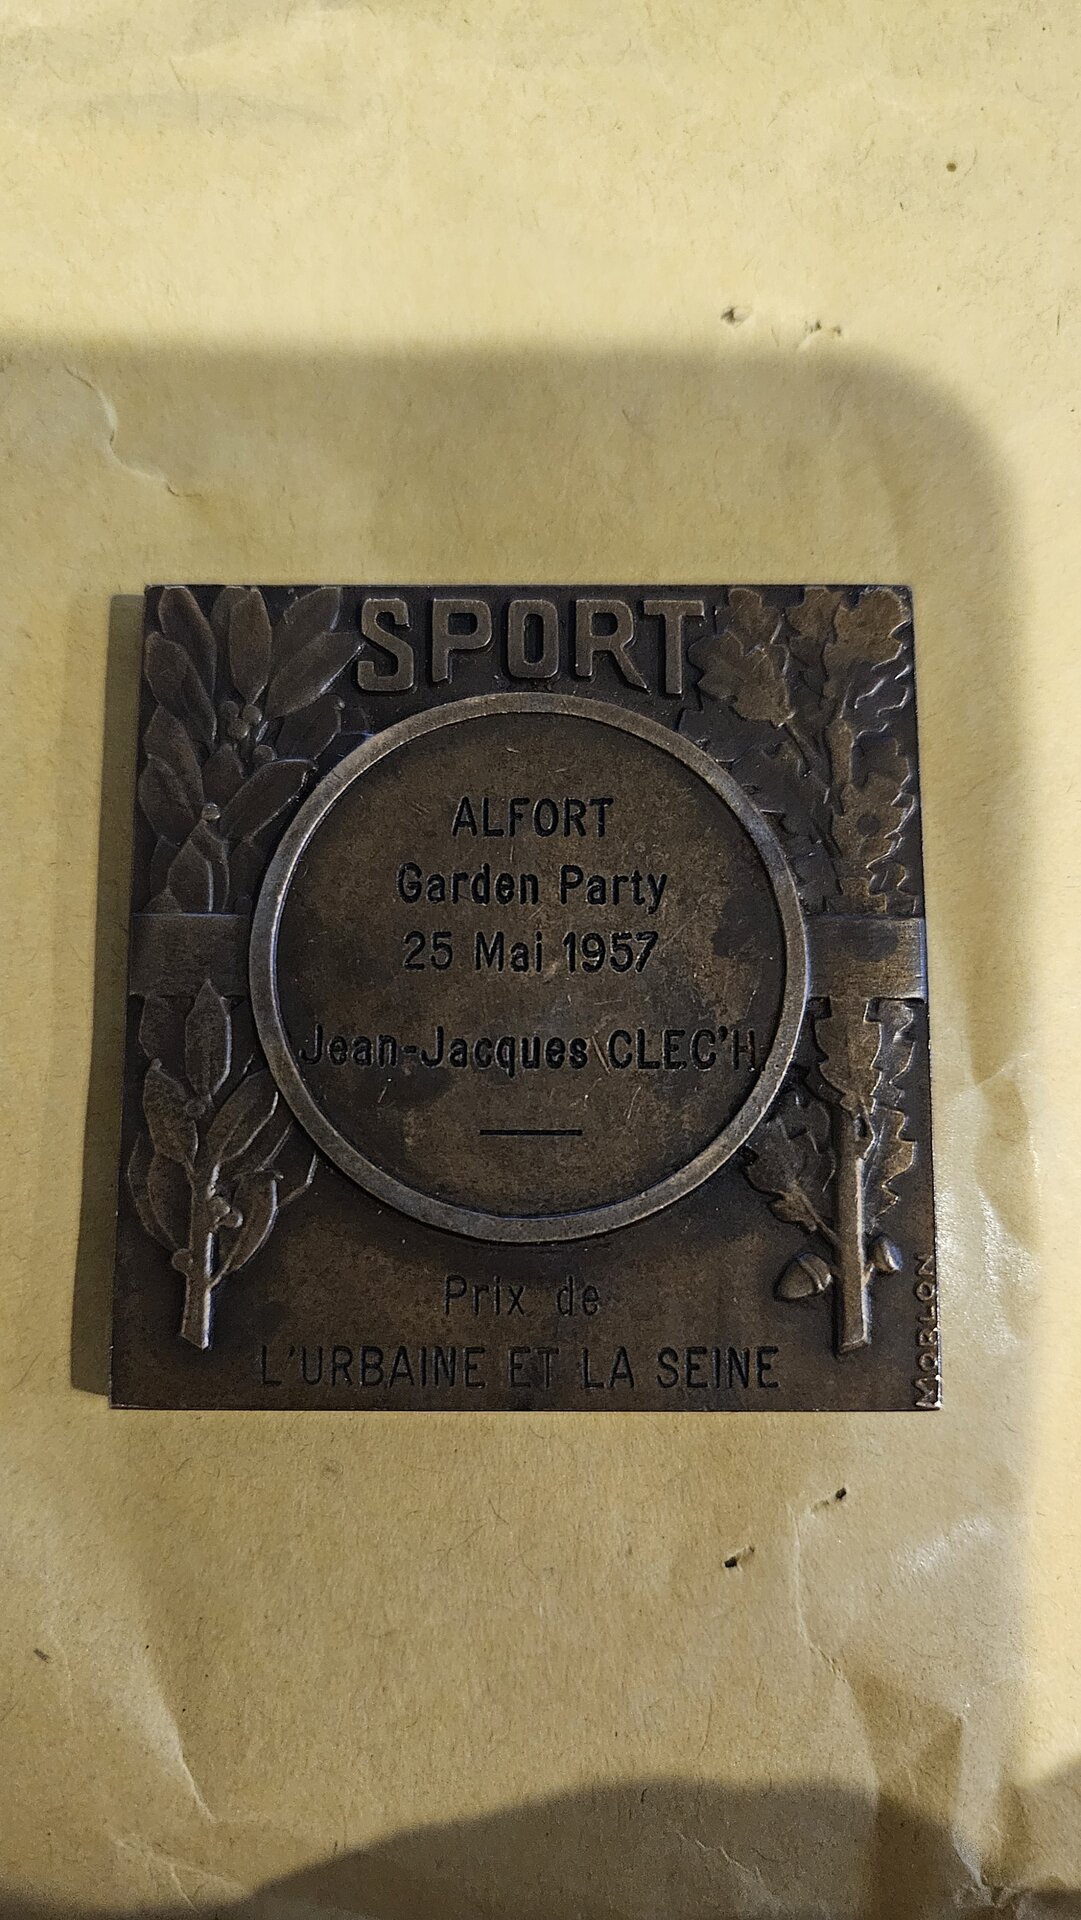 SPORT
ALFORT
Garden Party
25 Mai 1957
Jean-Jacques CLEC'H
Prix de
L'URBAINE ET LA SEINE
MORLON